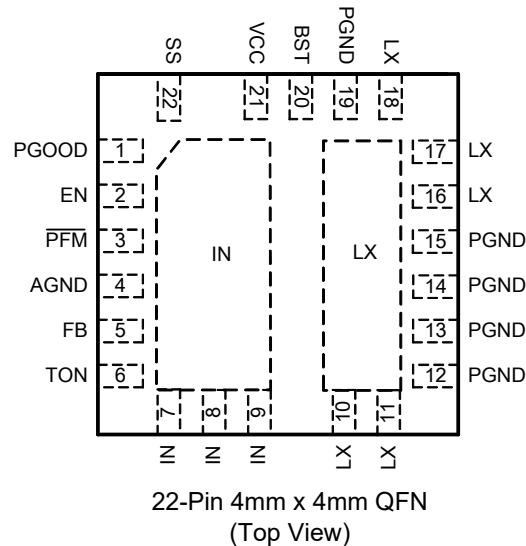 SS
VCC
BST
PGND
LX
22
21
20
19
18
PGOOD 1
EN 2
PFM 3
AGND 4
FB 5
TON 6
IN
LX
17 LX
16 LX
15 PGND
14 PGND
13 PGND
12 PGND
7
8
9
10
11
IN
IN
IN
LX
LX
22-Pin 4mm x 4mm QFN
(Top View)